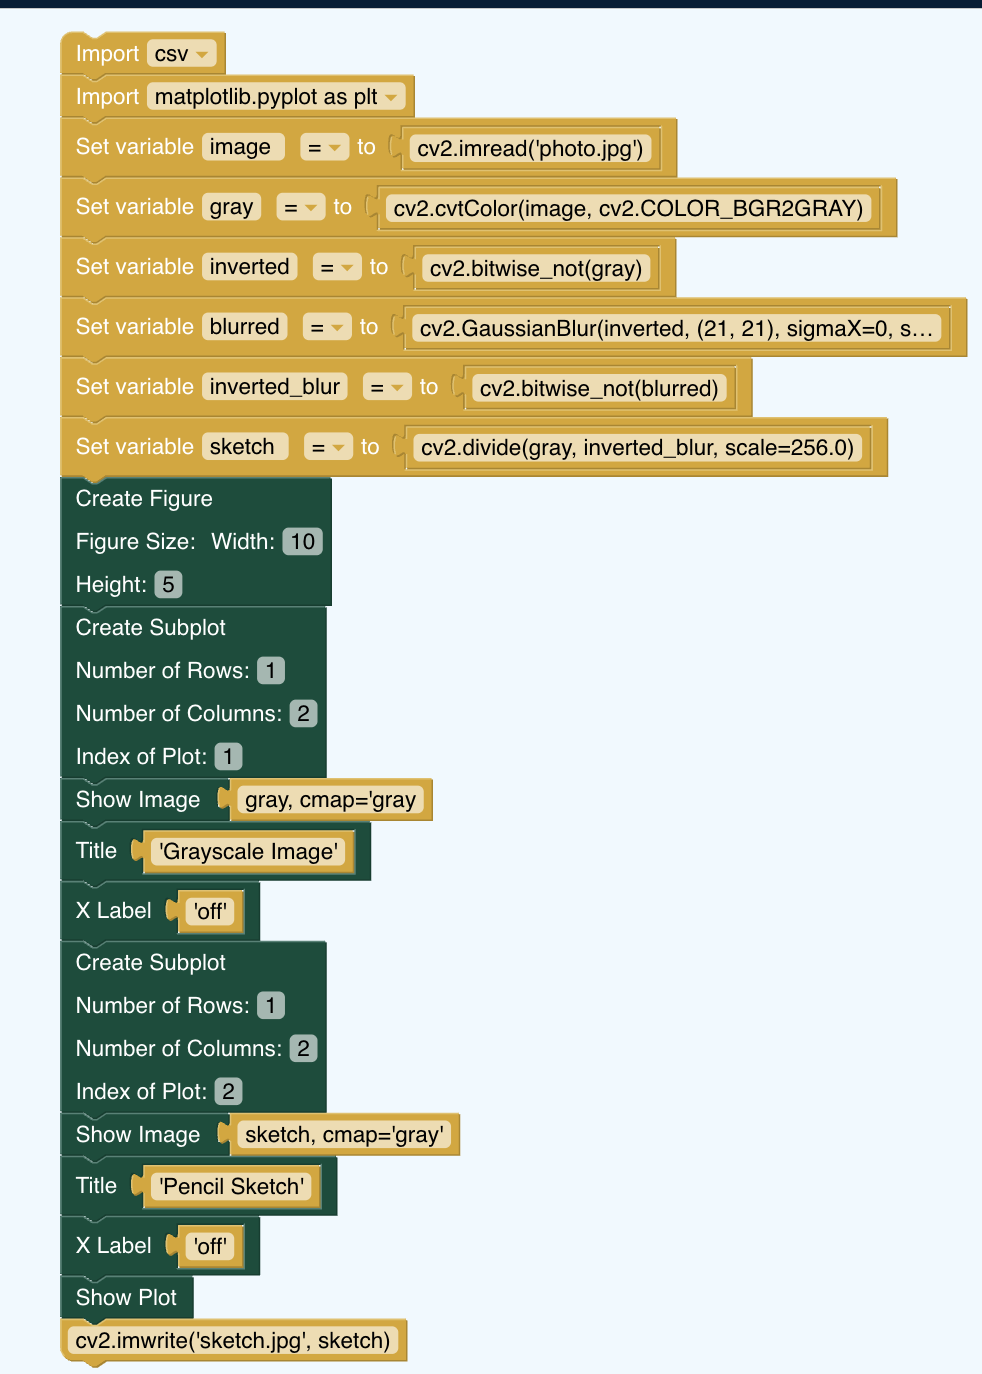 Import csv
Import matplotlib.pyplot as plt
Set variable image = to cv2.imread('photo.jpg')
Set variable gray = to cv2.cvtColor(image, cv2.COLOR_BGR2GRAY)
Set variable inverted = to cv2.bitwise_not(gray)
Set variable blurred = to cv2.GaussianBlur(inverted, (21, 21), sigmaX=0, s...
Set variable inverted_blur = to cv2.bitwise_not(blurred)
Set variable sketch = to cv2.divide(gray, inverted_blur, scale=256.0)
Create Figure
Figure Size: Width: 10
Height: 5
Create Subplot
Number of Rows: 1
Number of Columns: 2
Index of Plot: 1
Show Image gray, cmap='gray
Title 'Grayscale Image'
X Label 'off'
Create Subplot
Number of Rows: 1
Number of Columns: 2
Index of Plot: 2
Show Image sketch, cmap='gray'
Title 'Pencil Sketch'
X Label 'off'
Show Plot
cv2.imwrite('sketch.jpg', sketch)